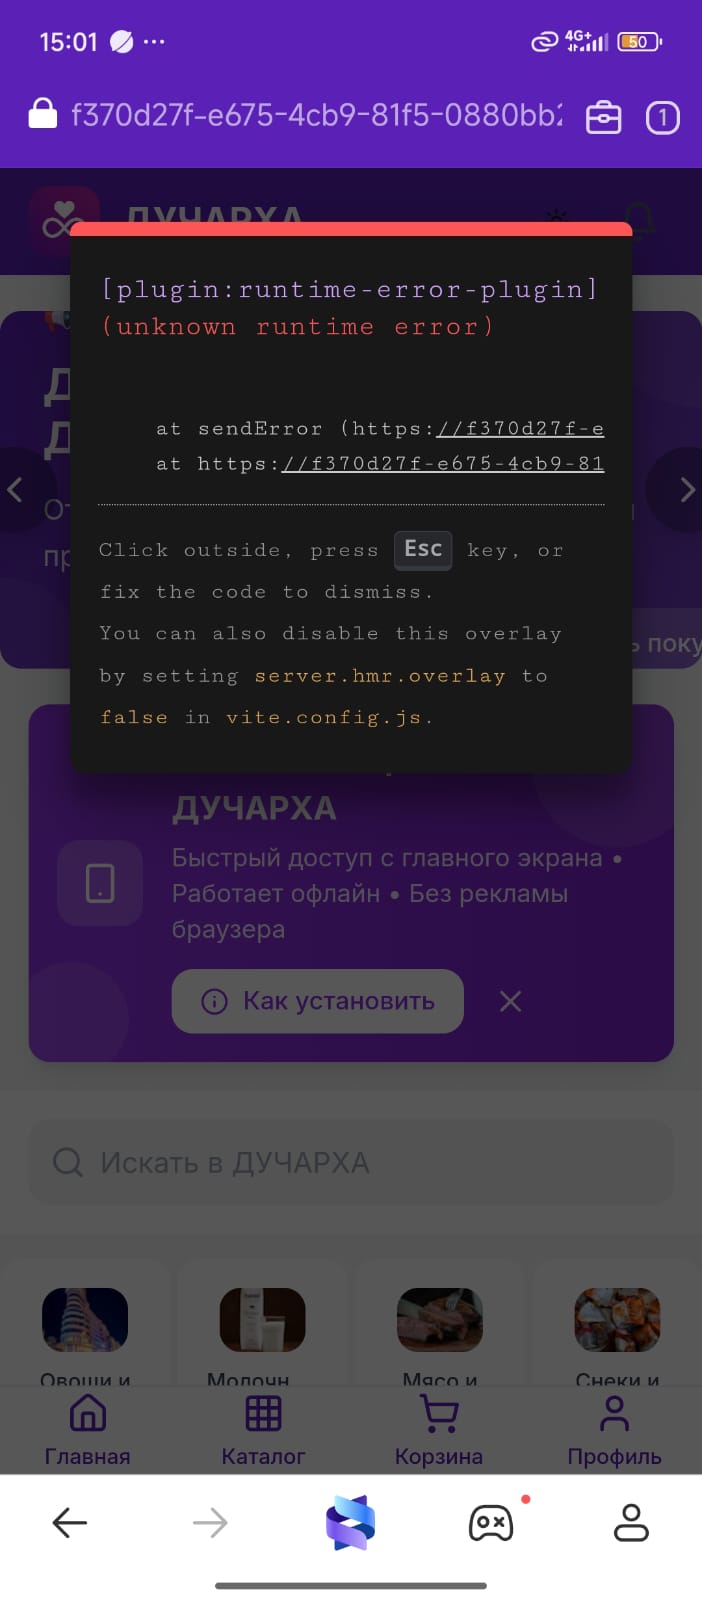 15:01
4G+
50
f370d27f-e675-4cb9-81f5-0880bb
1
ДУЧАРХА
[plugin:runtime-error-plugin]
(unknown runtime error)
at sendError (https://f370d27f-e
at https://f370d27f-e675-4cb9-81
Click outside, press Esc key, or
fix the code to dismiss.
You can also disable this overlay
by setting server.hmr.overlay to
false in vite.config.js.
ДУЧАРХА
Быстрый доступ с главного экрана •
Работает офлайн • Без рекламы
браузера
Как установить
Искать в ДУЧАРХА
Овощи и
Молочн
Мясо и
Снеки и
Главная
Каталог
Корзина
Профиль